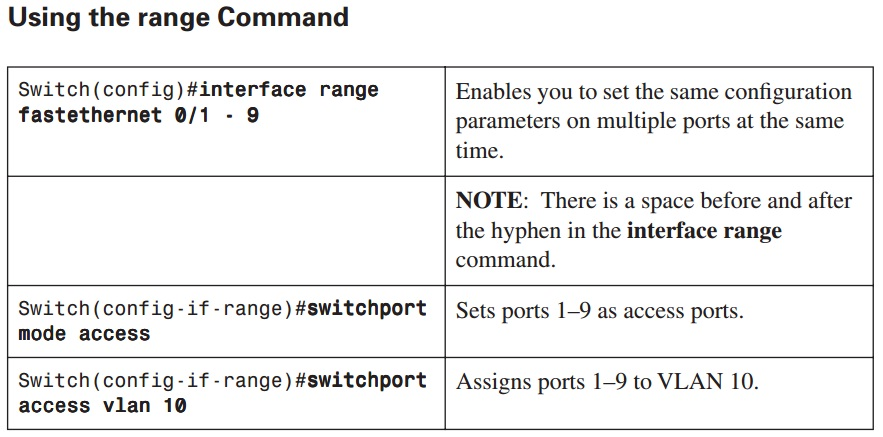 Using the range Command
Switch(config)#interface range
fastethernet 0/1 - 9
Enables you to set the same configuration
parameters on multiple ports at the same
time.
NOTE: There is a space before and after
the hyphen in the interface range
command.
Switch(config-if-range)#switchport
mode access
Sets ports 1–9 as access ports.
Switch(config-if-range)#switchport
access vlan 10
Assigns ports 1–9 to VLAN 10.